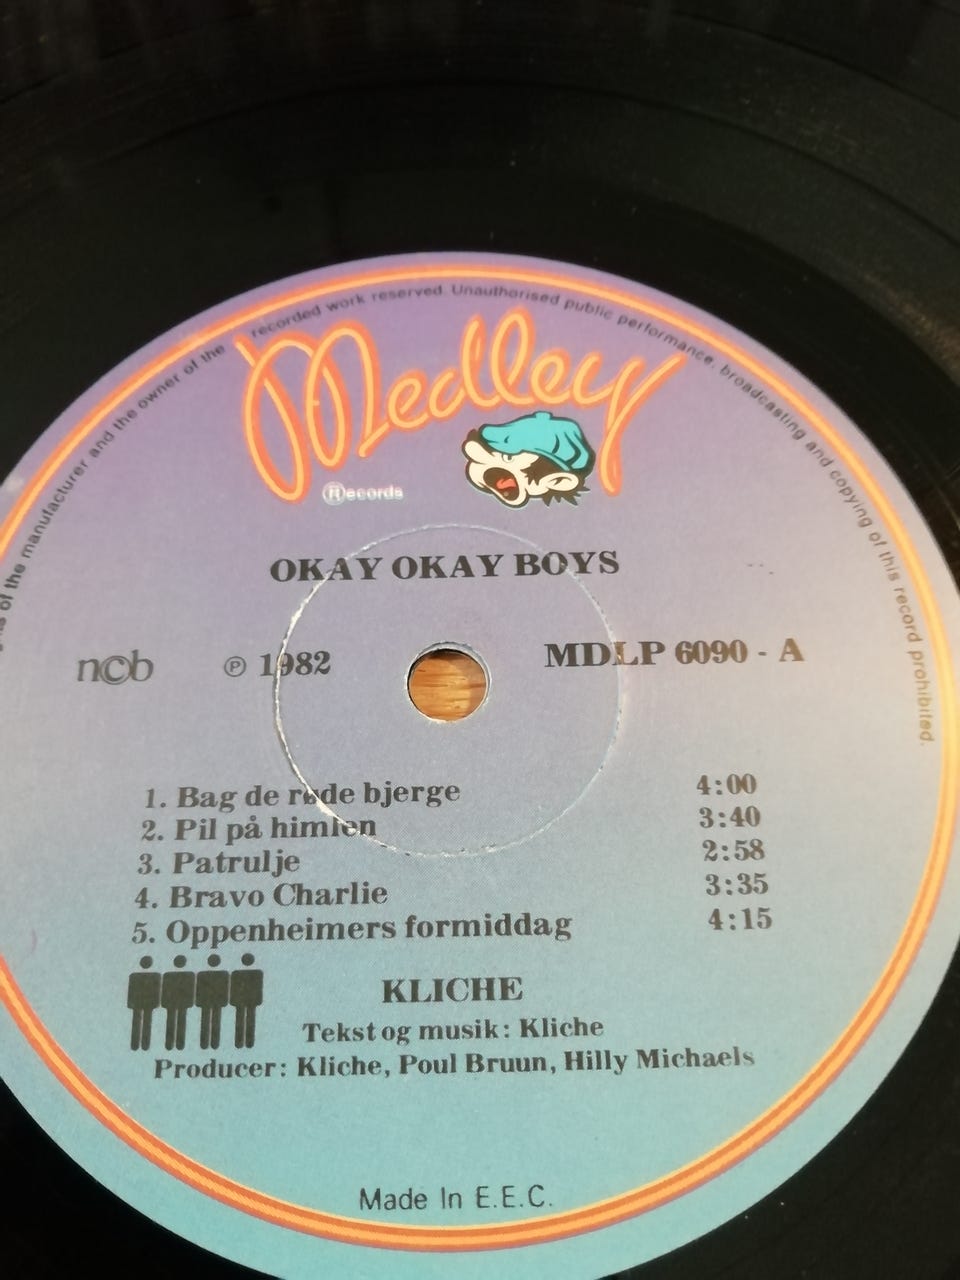 of the manufacturer and the owner of the recorded work reserved. Unauthorised public performance, broadcasting and copying of this record prohibited.
Medley
Records
OKAY OKAY BOYS
ncb ℗ 1982 MDLP 6090 - A
1. Bag de røde bjerge 4:00
2. Pil på himlen 3:40
3. Patrulje 2:58
4. Bravo Charlie 3:35
5. Oppenheimers formiddag 4:15
KLICHE
Tekst og musik: Kliche
Producer: Kliche, Poul Bruun, Hilly Michaels
Made In E.E.C.